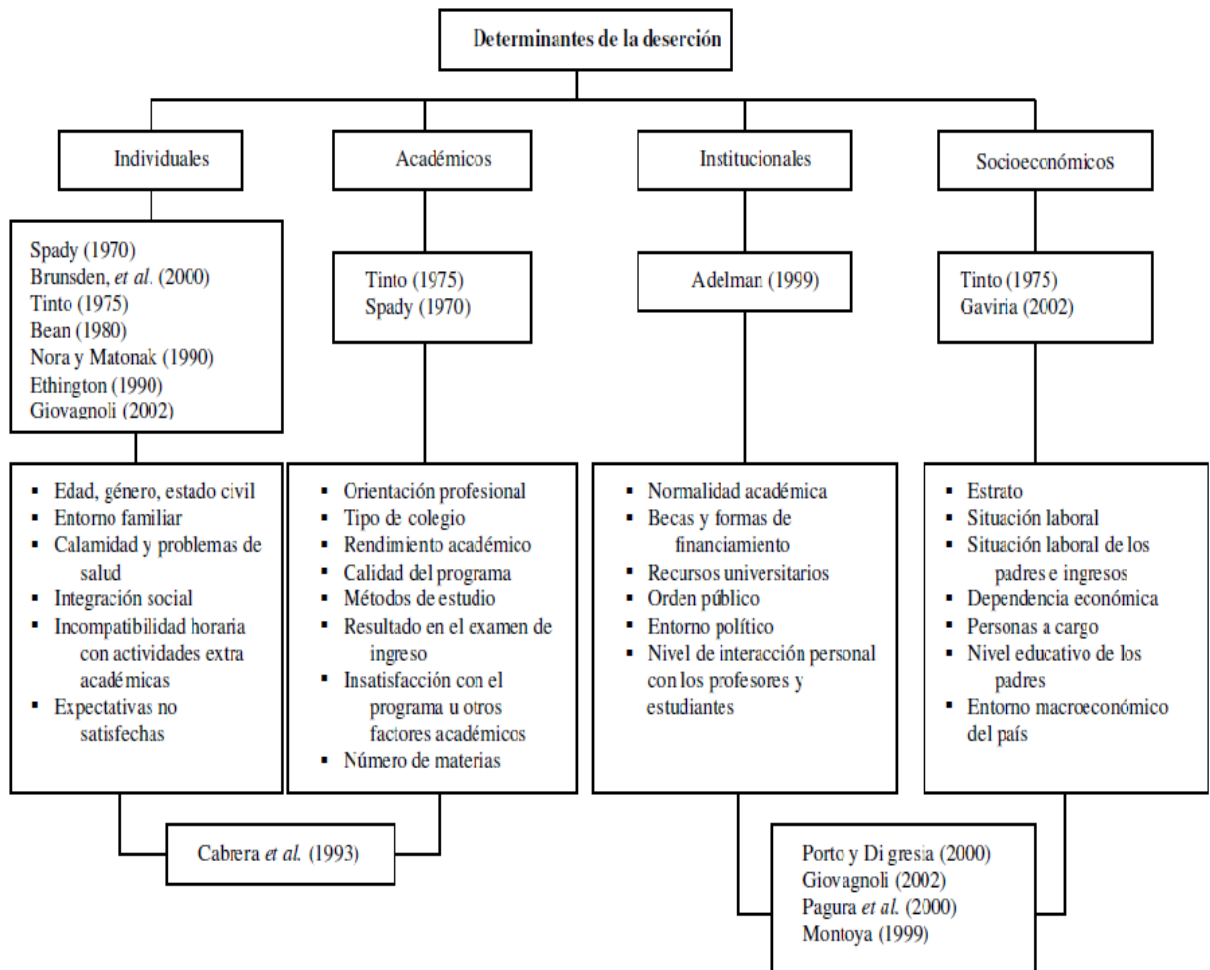 Determinantes de la deserción
Individuales
Académicos
Institucionales
Socioeconómicos
Spady (1970)
Brunsden, et al. (2000)
Tinto (1975)
Bean (1980)
Nora y Matonak (1990)
Ethington (1990)
Giovagnoli (2002)
Tinto (1975)
Spady (1970)
Adelman (1999)
Tinto (1975)
Gaviria (2002)
▪ Edad, género, estado civil
▪ Entorno familiar
▪ Calamidad y problemas de
salud
▪ Integración social
▪ Incompatibilidad horaria
con actividades extra
académicas
▪ Expectativas no
satisfechas
▪ Orientación profesional
▪ Tipo de colegio
▪ Rendimiento académico
▪ Calidad del programa
▪ Métodos de estudio
▪ Resultado en el examen de
ingreso
▪ Insatisfacción con el
programa u otros
factores académicos
▪ Número de materias
▪ Normalidad académica
▪ Becas y formas de
financiamiento
▪ Recursos universitarios
▪ Orden público
▪ Entorno político
▪ Nivel de interacción personal
con los profesores y
estudiantes
▪ Estrato
▪ Situación laboral
▪ Situación laboral de los
padres e ingresos
▪ Dependencia económica
▪ Personas a cargo
▪ Nivel educativo de los
padres
▪ Entorno macroeconómico
del país
Cabrera et al. (1993)
Porto y Di gresia (2000)
Giovagnoli (2002)
Pagura et al. (2000)
Montoya (1999)